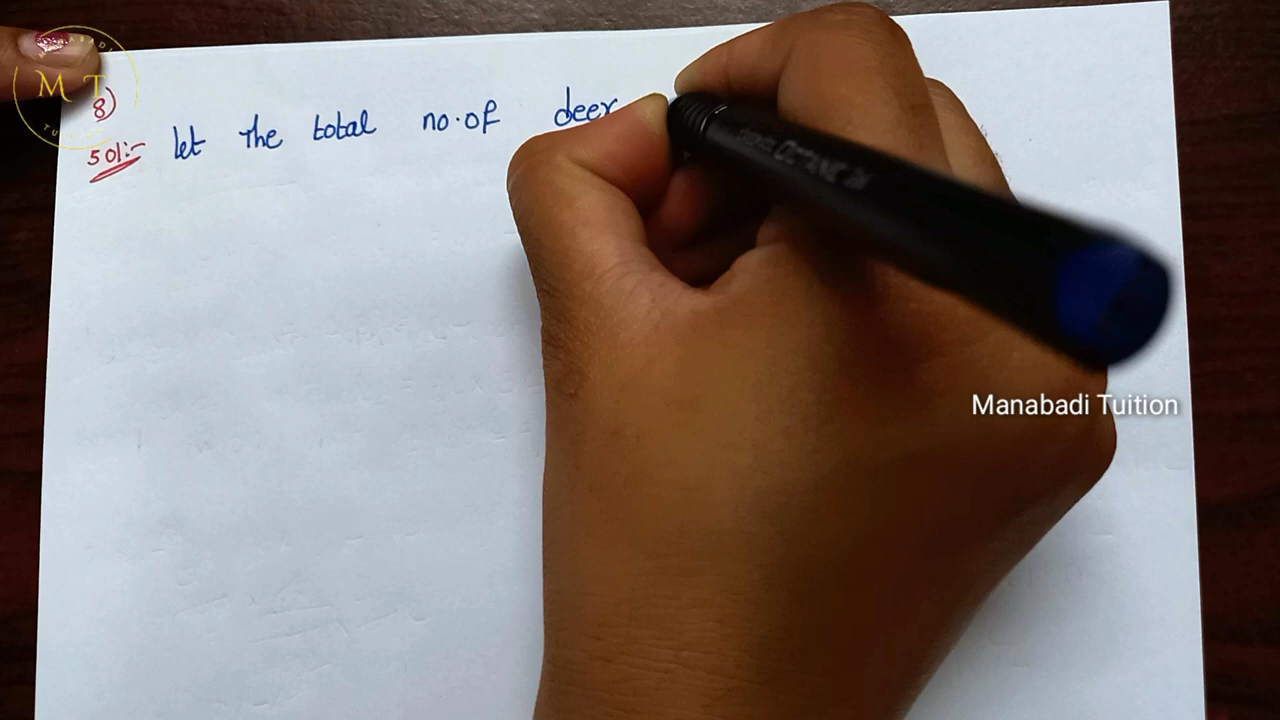 M T
8)
Sol:- let the total no.of deer
Manabadi Tuition